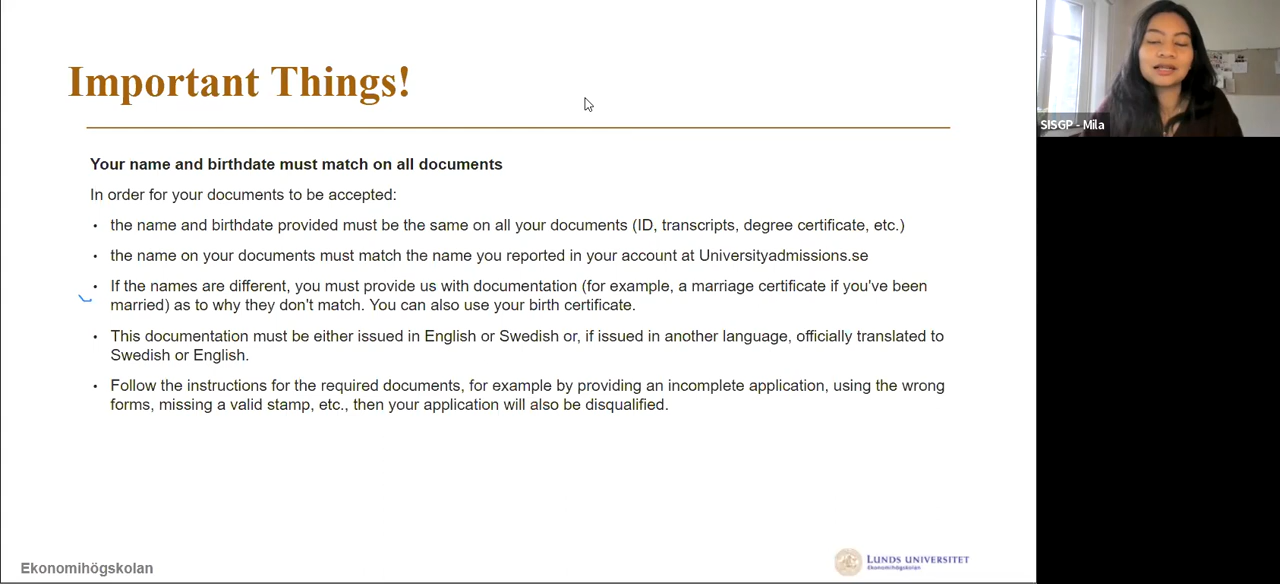 Important Things!
SISGP - Mila
Your name and birthdate must match on all documents
In order for your documents to be accepted:
• the name and birthdate provided must be the same on all your documents (ID, transcripts, degree certificate, etc.)
• the name on your documents must match the name you reported in your account at Universityadmissions.se
• If the names are different, you must provide us with documentation (for example, a marriage certificate if you've been
married) as to why they don't match. You can also use your birth certificate.
• This documentation must be either issued in English or Swedish or, if issued in another language, officially translated to
Swedish or English.
• Follow the instructions for the required documents, for example by providing an incomplete application, using the wrong
forms, missing a valid stamp, etc., then your application will also be disqualified.
Ekonomihögskolan
LUNDS UNIVERSITET
Ekonomihögskolan